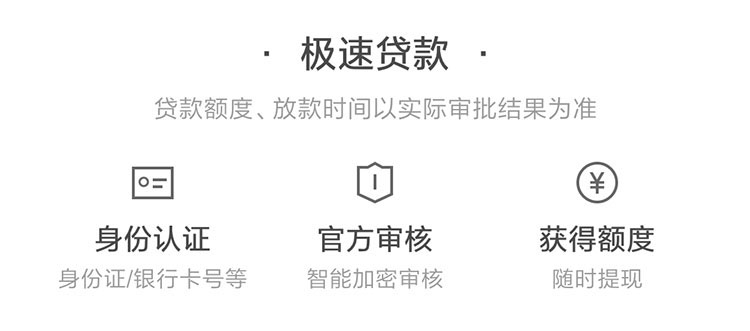 · 极速贷款 ·
贷款额度、放款时间以实际审批结果为准
身份认证 官方审核 获得额度
身份证/银行卡号等 智能加密审核 随时提现